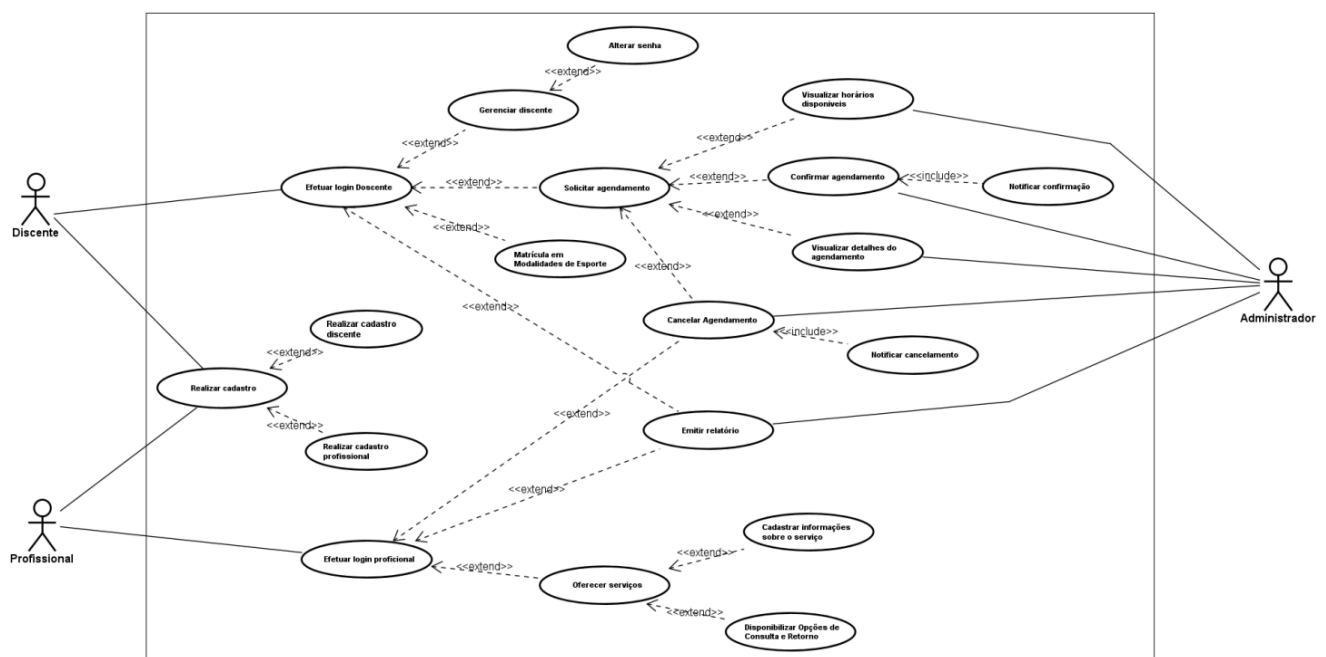 Alterar senha
<<extend>>
Gerenciar discente
Visualizar horários
disponíveis
<<extend>>
<<extend>>
Efetuar login Doscente
<<extend>>
Solicitar agendamento
<<extend>>
Confirmar agendamento
<<include>>
Notificar confirmação
Discente
<<extend>>
<<extend>>
Matrícula em
Modalidades de Esporte
Visualizar detalhes do
agendamento
<<extend>>
<<extend>>
Cancelar Agendamento
Administrador
Realizar cadastro
discente
<<include>>
<<extend>>
Notificar cancelamento
Realizar cadastro
<<extend>>
<<extend>>
Emitir relatório
Realizar cadastro
profissional
<<extend>>
Cadastrar informações
sobre o serviço
Profissional
Efetuar login proficional
<<extend>>
<<extend>>
Oferecer serviços
<<extend>>
Disponibilizar Opções de
Consulta e Retorno